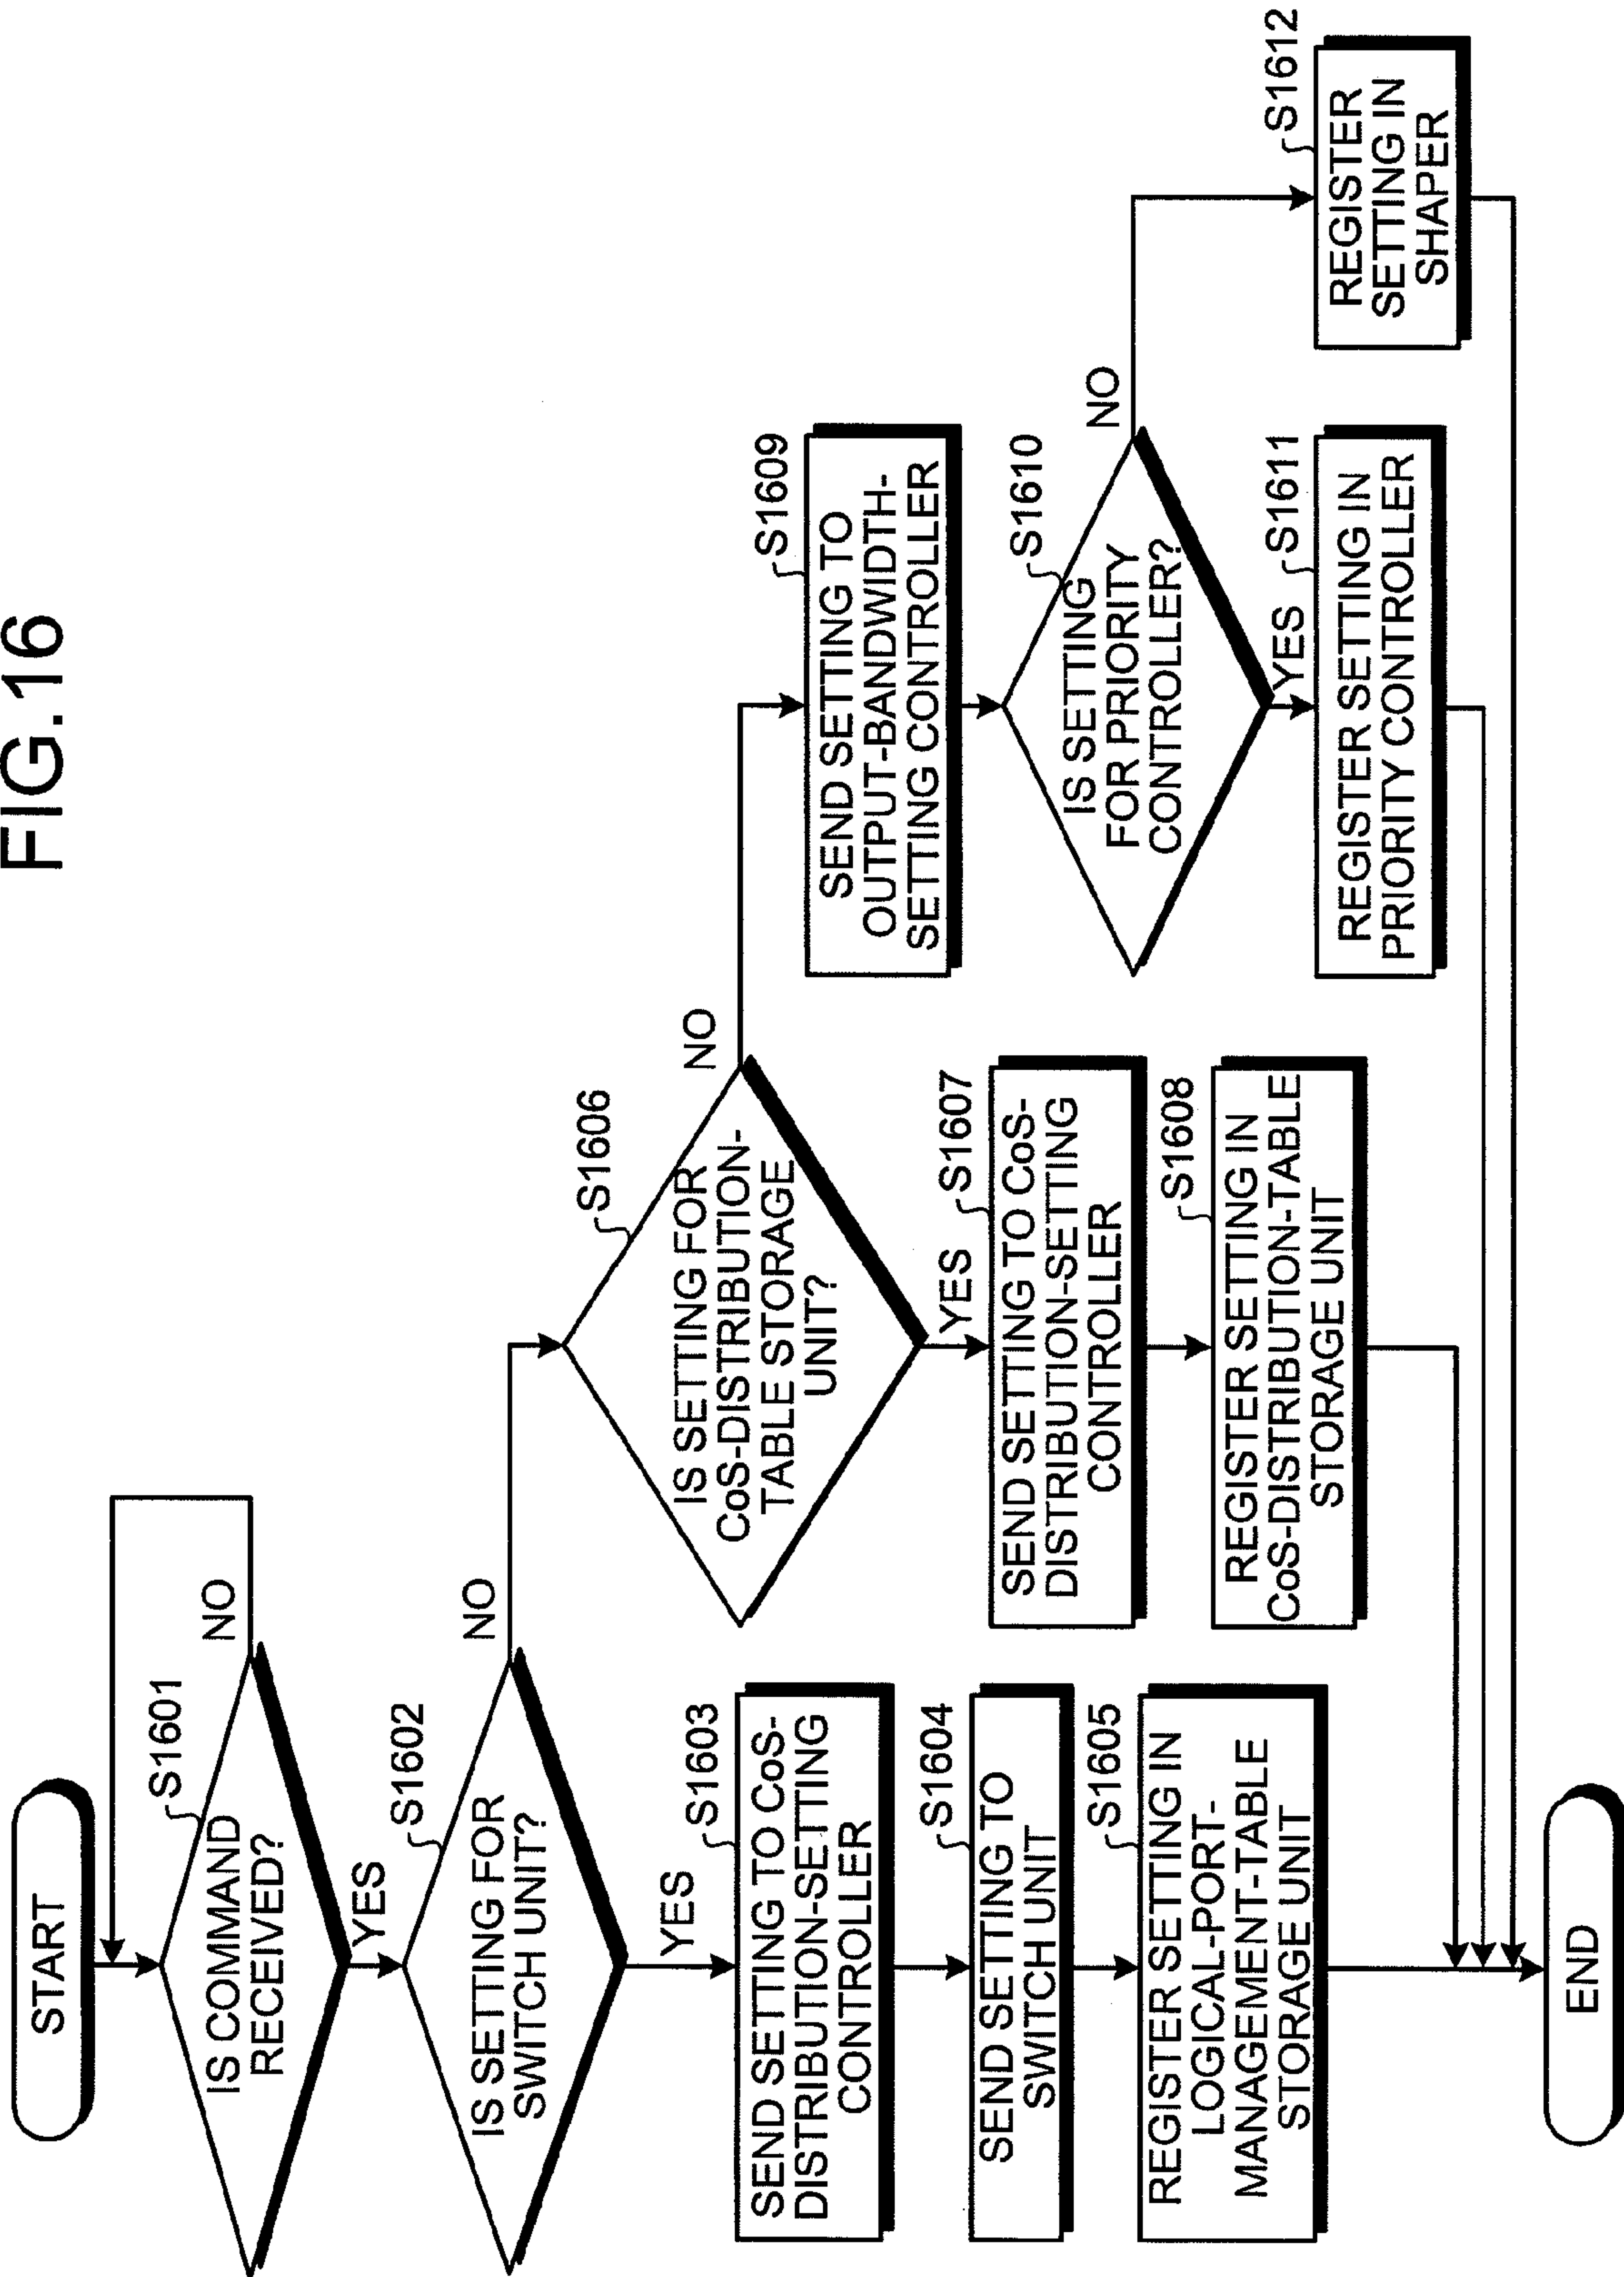 FIG.16
START
S1601
IS COMMAND
RECEIVED?
NO
YES
S1602
IS SETTING FOR
SWITCH UNIT?
NO
YES
S1603
SEND SETTING TO CoS-
DISTRIBUTION-SETTING
CONTROLLER
S1604
SEND SETTING TO
SWITCH UNIT
S1605
REGISTER SETTING IN
LOGICAL-PORT-
MANAGEMENT-TABLE
STORAGE UNIT
S1606
IS SETTING FOR
CoS-DISTRIBUTION-
TABLE STORAGE
UNIT?
NO
YES
S1607
SEND SETTING TO CoS-
DISTRIBUTION-SETTING
CONTROLLER
S1608
REGISTER SETTING IN
CoS-DISTRIBUTION-TABLE
STORAGE UNIT
S1609
SEND SETTING TO
OUTPUT-BANDWIDTH-
SETTING CONTROLLER
S1610
IS SETTING
FOR PRIORITY
CONTROLLER?
NO
YES
S1611
REGISTER SETTING IN
PRIORITY CONTROLLER
S1612
REGISTER
SETTING IN
SHAPER
END